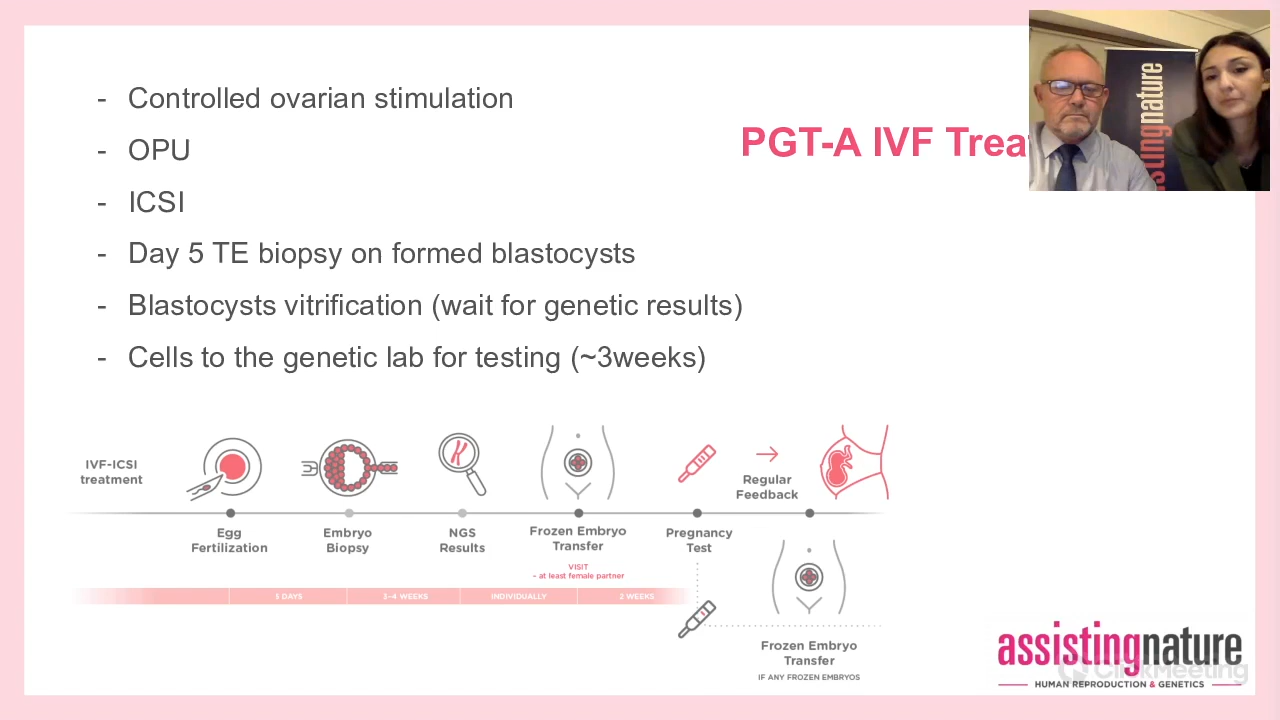 - Controlled ovarian stimulation
- OPU
- ICSI
- Day 5 TE biopsy on formed blastocysts
- Blastocysts vitrification (wait for genetic results)
- Cells to the genetic lab for testing (~3weeks)
PGT-A IVF Trea
assistingnature
istingnature
IVF-ICSI
treatment
Egg
Fertilization
Embryo
Biopsy
NGS
Results
Frozen Embryo
Transfer
VISIT
- at least female partner
Pregnancy
Test
Regular
Feedback
5 DAYS
3-4 WEEKS
INDIVIDUALLY
2 WEEKS
Frozen Embryo
Transfer
IF ANY FROZEN EMBRYOS
assistingnature
ClickMeeting
HUMAN REPRODUCTION & GENETICS